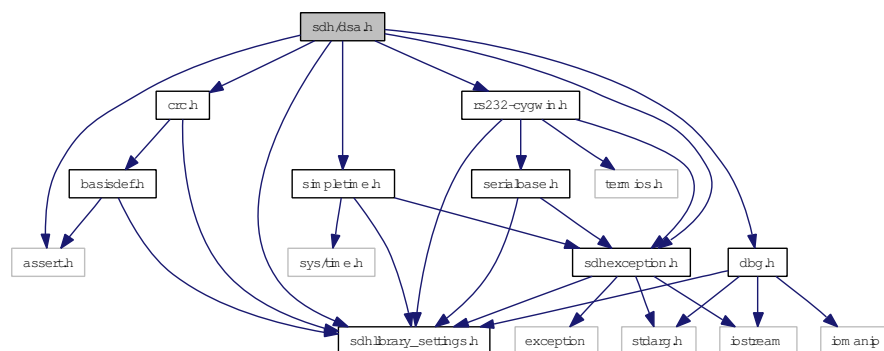 sdh/dsa.h
crc.h
rs232-cygwin.h
basisdef.h
simpletime.h
serialbase.h
termios.h
assert.h
sys/time.h
sdhexception.h
dbg.h
sdhlibrary_settings.h
exception
stdarg.h
iostream
iomanip